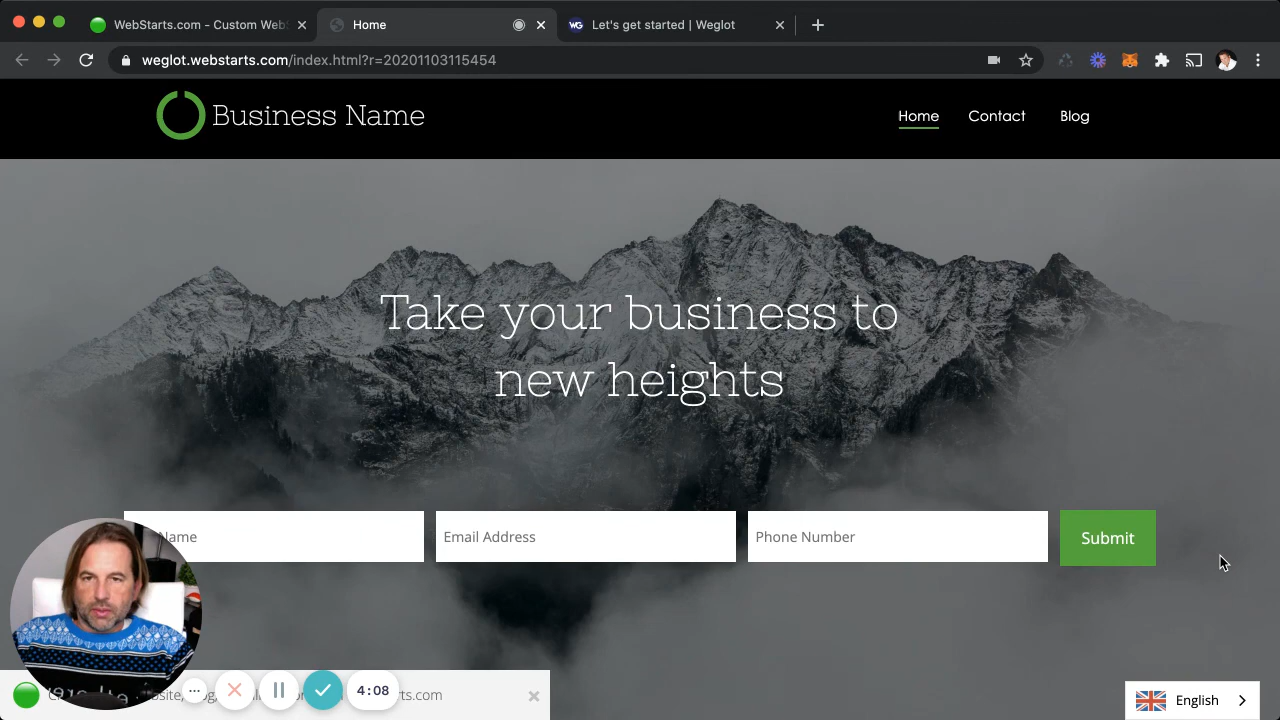 WebStarts.com - Custom Web
Home
WG
Let's get started | Weglot
weglot.webstarts.com/index.html?r=20201103115454
Business Name
Home
Contact
Blog
Take your business to
new heights
Name
Email Address
Phone Number
Submit
4:08
English